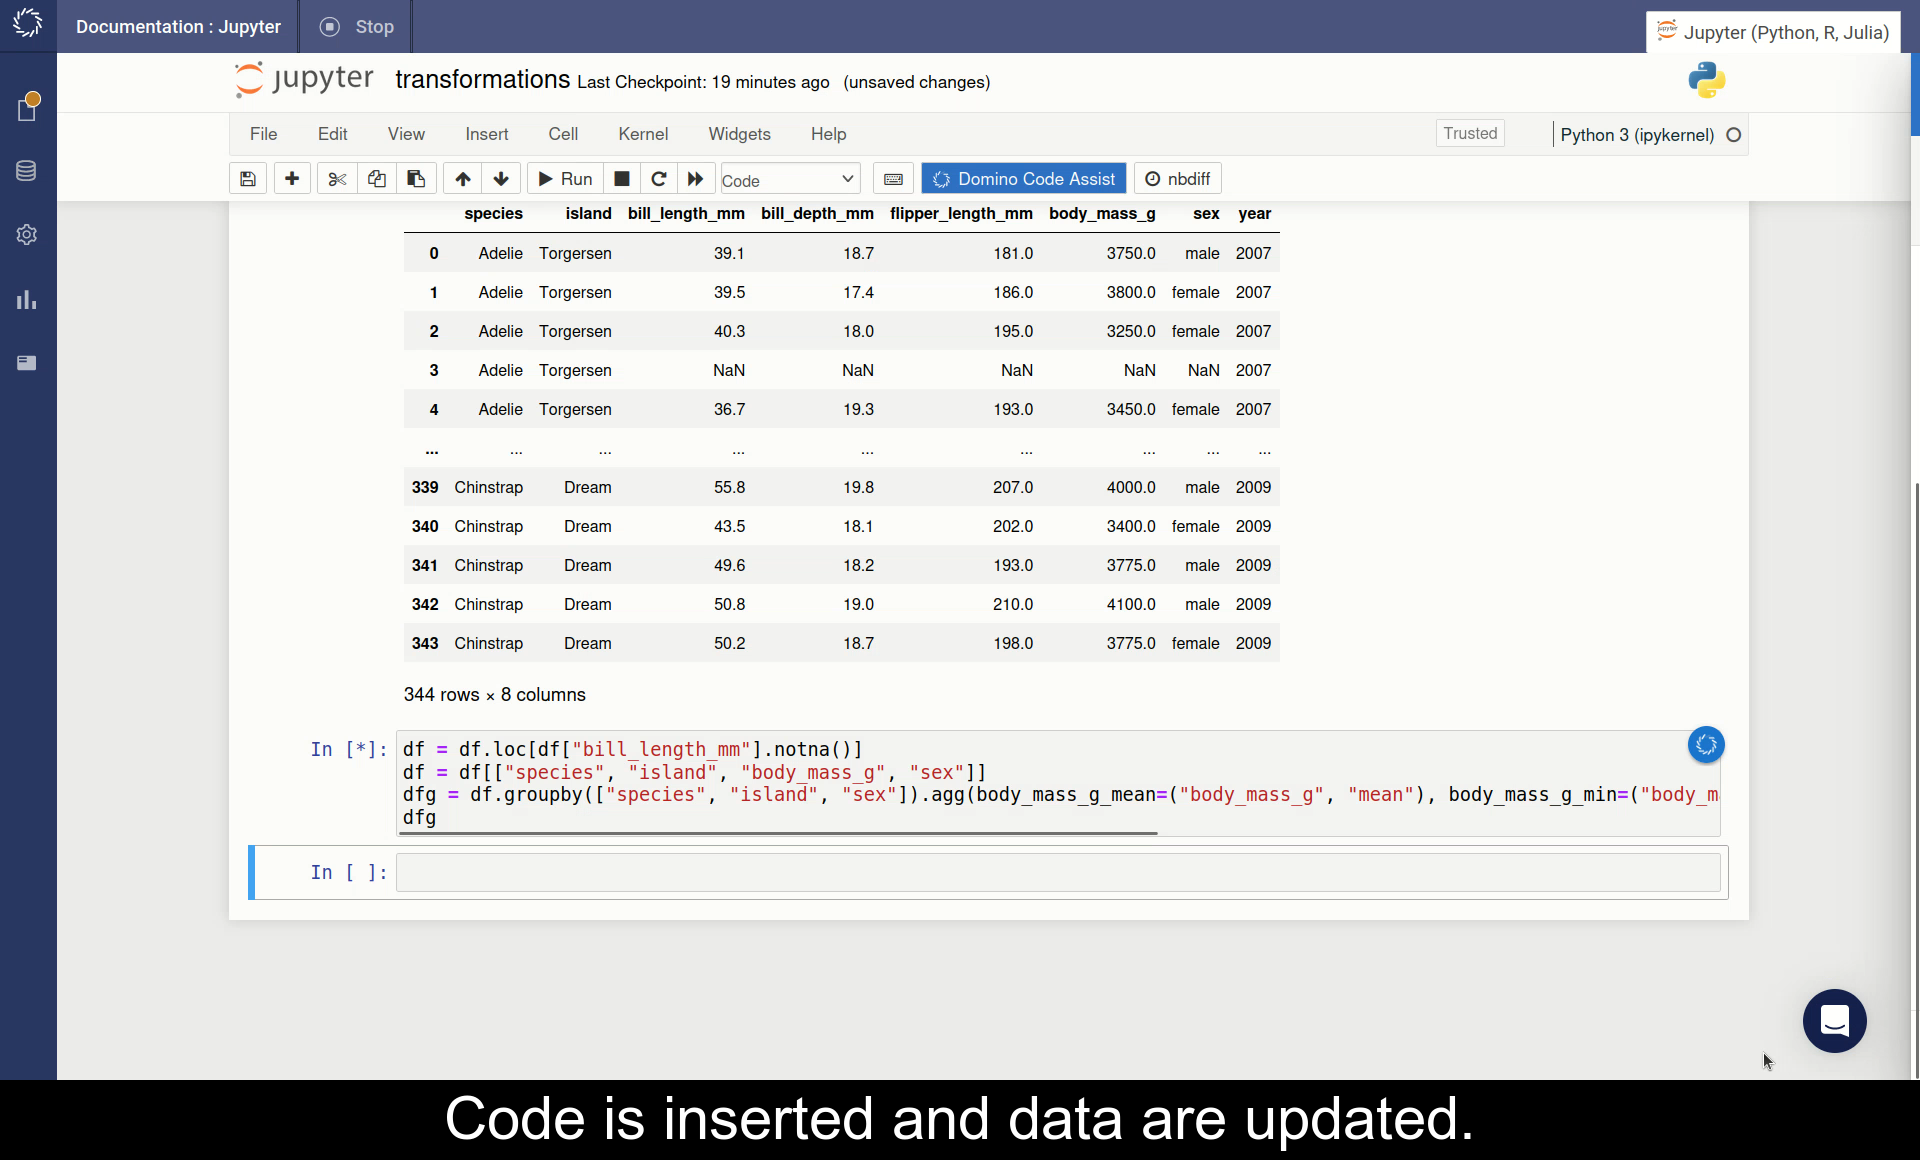 Documentation : Jupyter Stop Jupyter (Python, R, Julia)
jupyter transformations Last Checkpoint: 19 minutes ago (unsaved changes)
File Edit View Insert Cell Kernel Widgets Help Trusted Python 3 (ipykernel)
Run Code Domino Code Assist nbdiff
species island bill_length_mm bill_depth_mm flipper_length_mm body_mass_g sex year
0 Adelie Torgersen 39.1 18.7 181.0 3750.0 male 2007
1 Adelie Torgersen 39.5 17.4 186.0 3800.0 female 2007
2 Adelie Torgersen 40.3 18.0 195.0 3250.0 female 2007
3 Adelie Torgersen NaN NaN NaN NaN NaN 2007
4 Adelie Torgersen 36.7 19.3 193.0 3450.0 female 2007
... ... ... ... ... ... ... ... ...
339 Chinstrap Dream 55.8 19.8 207.0 4000.0 male 2009
340 Chinstrap Dream 43.5 18.1 202.0 3400.0 female 2009
341 Chinstrap Dream 49.6 18.2 193.0 3775.0 male 2009
342 Chinstrap Dream 50.8 19.0 210.0 4100.0 male 2009
343 Chinstrap Dream 50.2 18.7 198.0 3775.0 female 2009
344 rows × 8 columns
In [*]: df = df.loc[df["bill_length_mm"].notna()]
df = df[["species", "island", "body_mass_g", "sex"]]
dfg = df.groupby(["species", "island", "sex"]).agg(body_mass_g_mean=("body_mass_g", "mean"), body_mass_g_min=("body_m
dfg
In [ ]:
Code is inserted and data are updated.